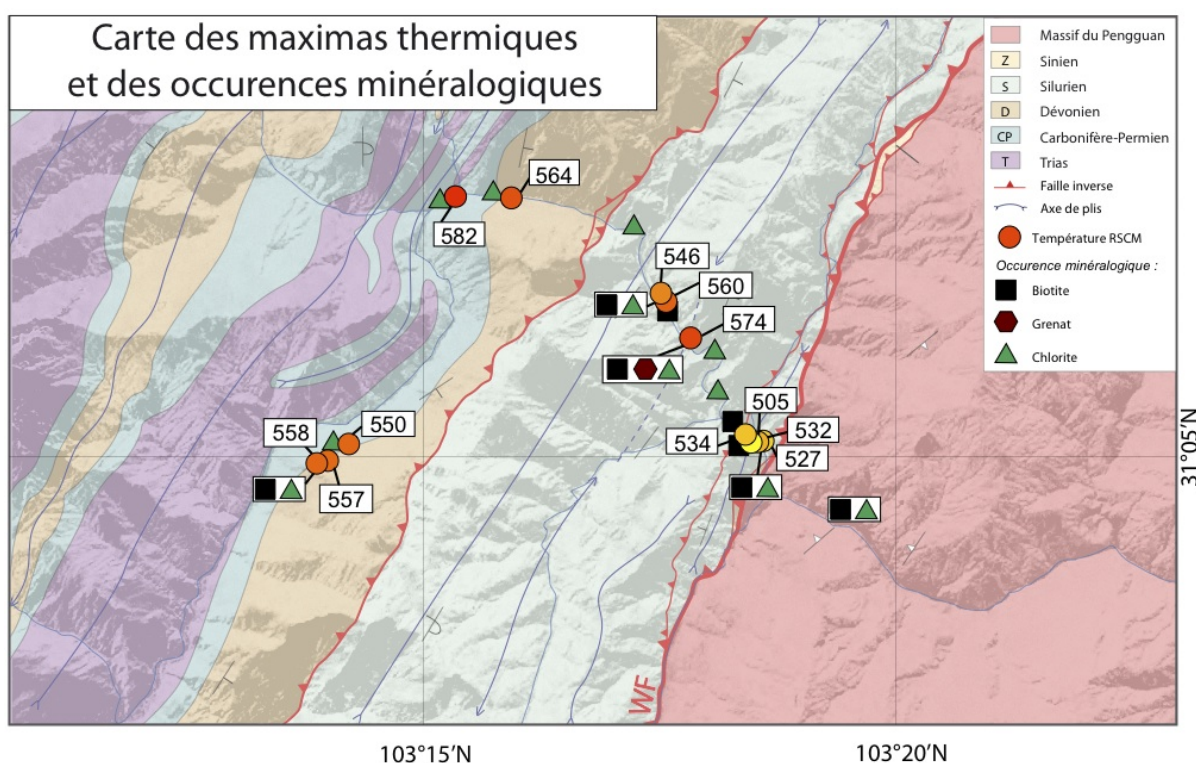 Carte des maximas thermiques
et des occurences minéralogiques
Massif du Pengguan
Z Sinien
S Silurien
D Dévonien
CP Carbonifère-Permien
T Trias
Faille inverse
Axe de plis
Température RSCM
Occurence minéralogique :
Biotite
Grenat
Chlorite
564
582
546
560
574
505
550
558
534
532
527
557
31°05'N
WF
103°15'N
103°20'N